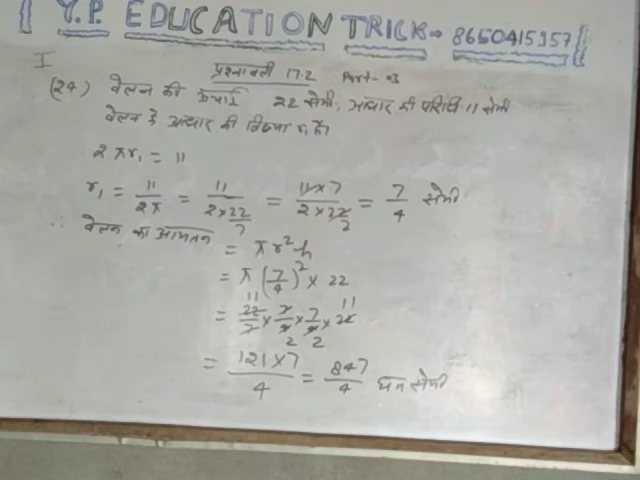 Y.P. EDUCATION TRICK → 8650415957
I
प्रश्नावली 17.2 Part-03
(24) बेलन की ऊंचाई 22 सेमी, आधार की परिधि 11 सेमी
बेलन के आधार की त्रिज्या r₁ है।
2πr₁ = 11
r₁ = 11/2π = 11/(2×22/7) = 11×7/2×22 = 7/4 सेमी
∴ बेलन का आयतन = πr²h
= π(7/4)² × 22
= 22/7 × 7/4 × 7/4 × 22
= 121×7/4 = 847/4 घन सेमी